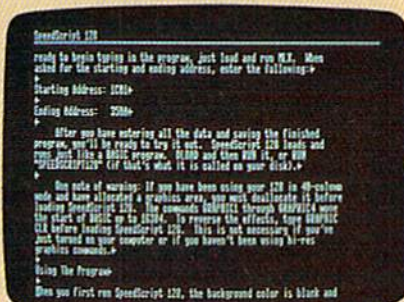 SpeedScript 128
ready to begin typing in the program, just load and run MLX. When
asked for the starting and ending address, enter the following:←
←
Starting Address: 1C01←
←
Ending Address:
←
After you have entering all the data and saving the finished
program, you'll be ready to try it out. SpeedScript 128 loads and
runs just like a BASIC program. DLOAD and then RUN it, or RUN
"SPEEDSCRIPT128" (if that's what it is called on your disk).←
←
One note of warning: If you have been using your 128 in 40-column
mode and have allocated a graphics area, you must deallocate it before
loading SpeedScript 128. The commands GRAPHIC1 through GRAPHIC4 move
the start of BASIC up to 16384. To reverse the effects, type GRAPHIC
CLR before loading SpeedScript 128. This is not necessary if you've
just turned on your computer or if you haven't been using hi-res
graphics commands.←
←
Using The Program←
←
When you first run SpeedScript 128, the background color is black and